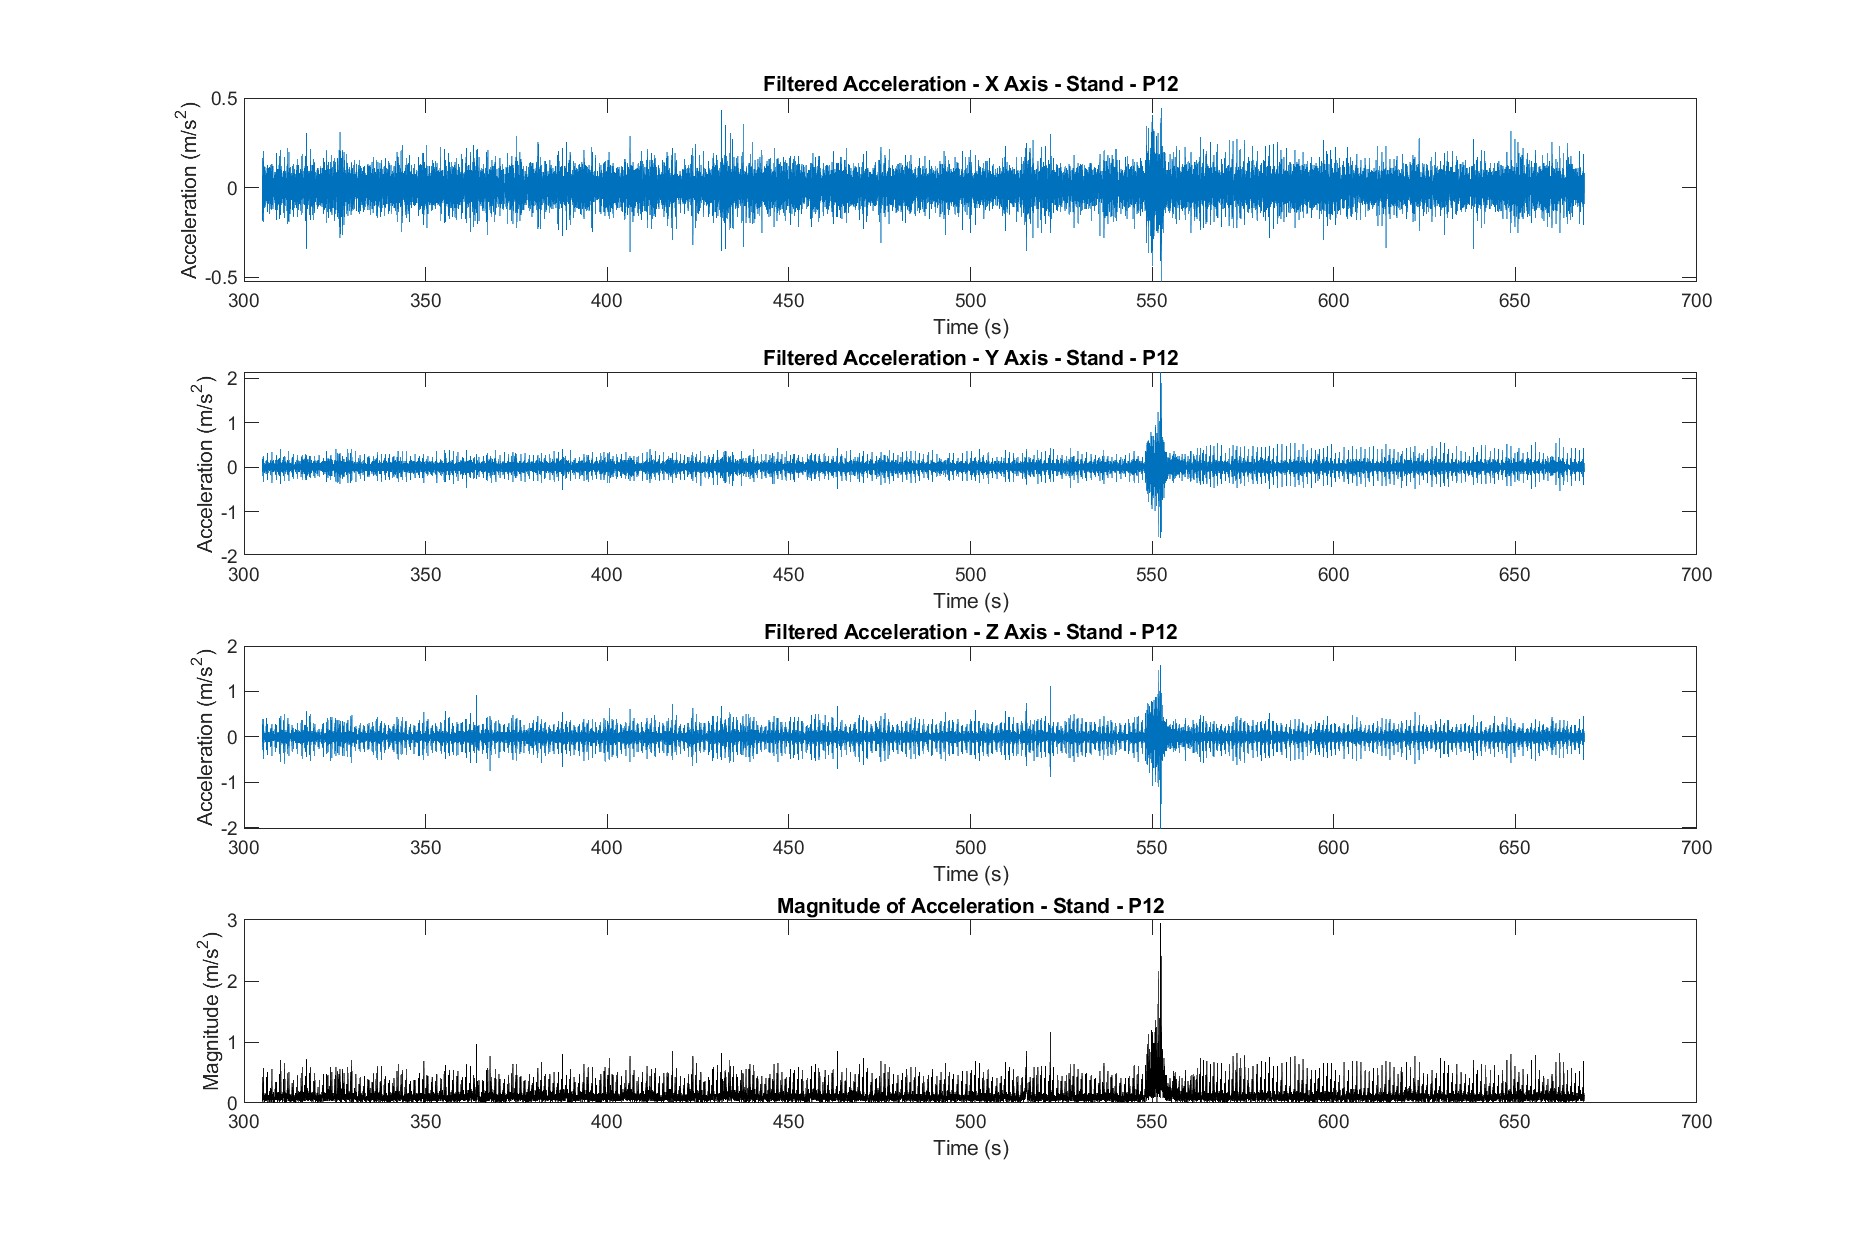 Filtered Acceleration - X Axis - Stand - P12
Acceleration (m/s2)
0.5
0
-0.5
300 350 400 450 500 550 600 650 700
Time (s)
Filtered Acceleration - Y Axis - Stand - P12
Acceleration (m/s2)
2
1
0
-1
-2
300 350 400 450 500 550 600 650 700
Time (s)
Filtered Acceleration - Z Axis - Stand - P12
Acceleration (m/s2)
2
1
0
-1
-2
300 350 400 450 500 550 600 650 700
Time (s)
Magnitude of Acceleration - Stand - P12
Magnitude (m/s2)
3
2
1
0
300 350 400 450 500 550 600 650 700
Time (s)